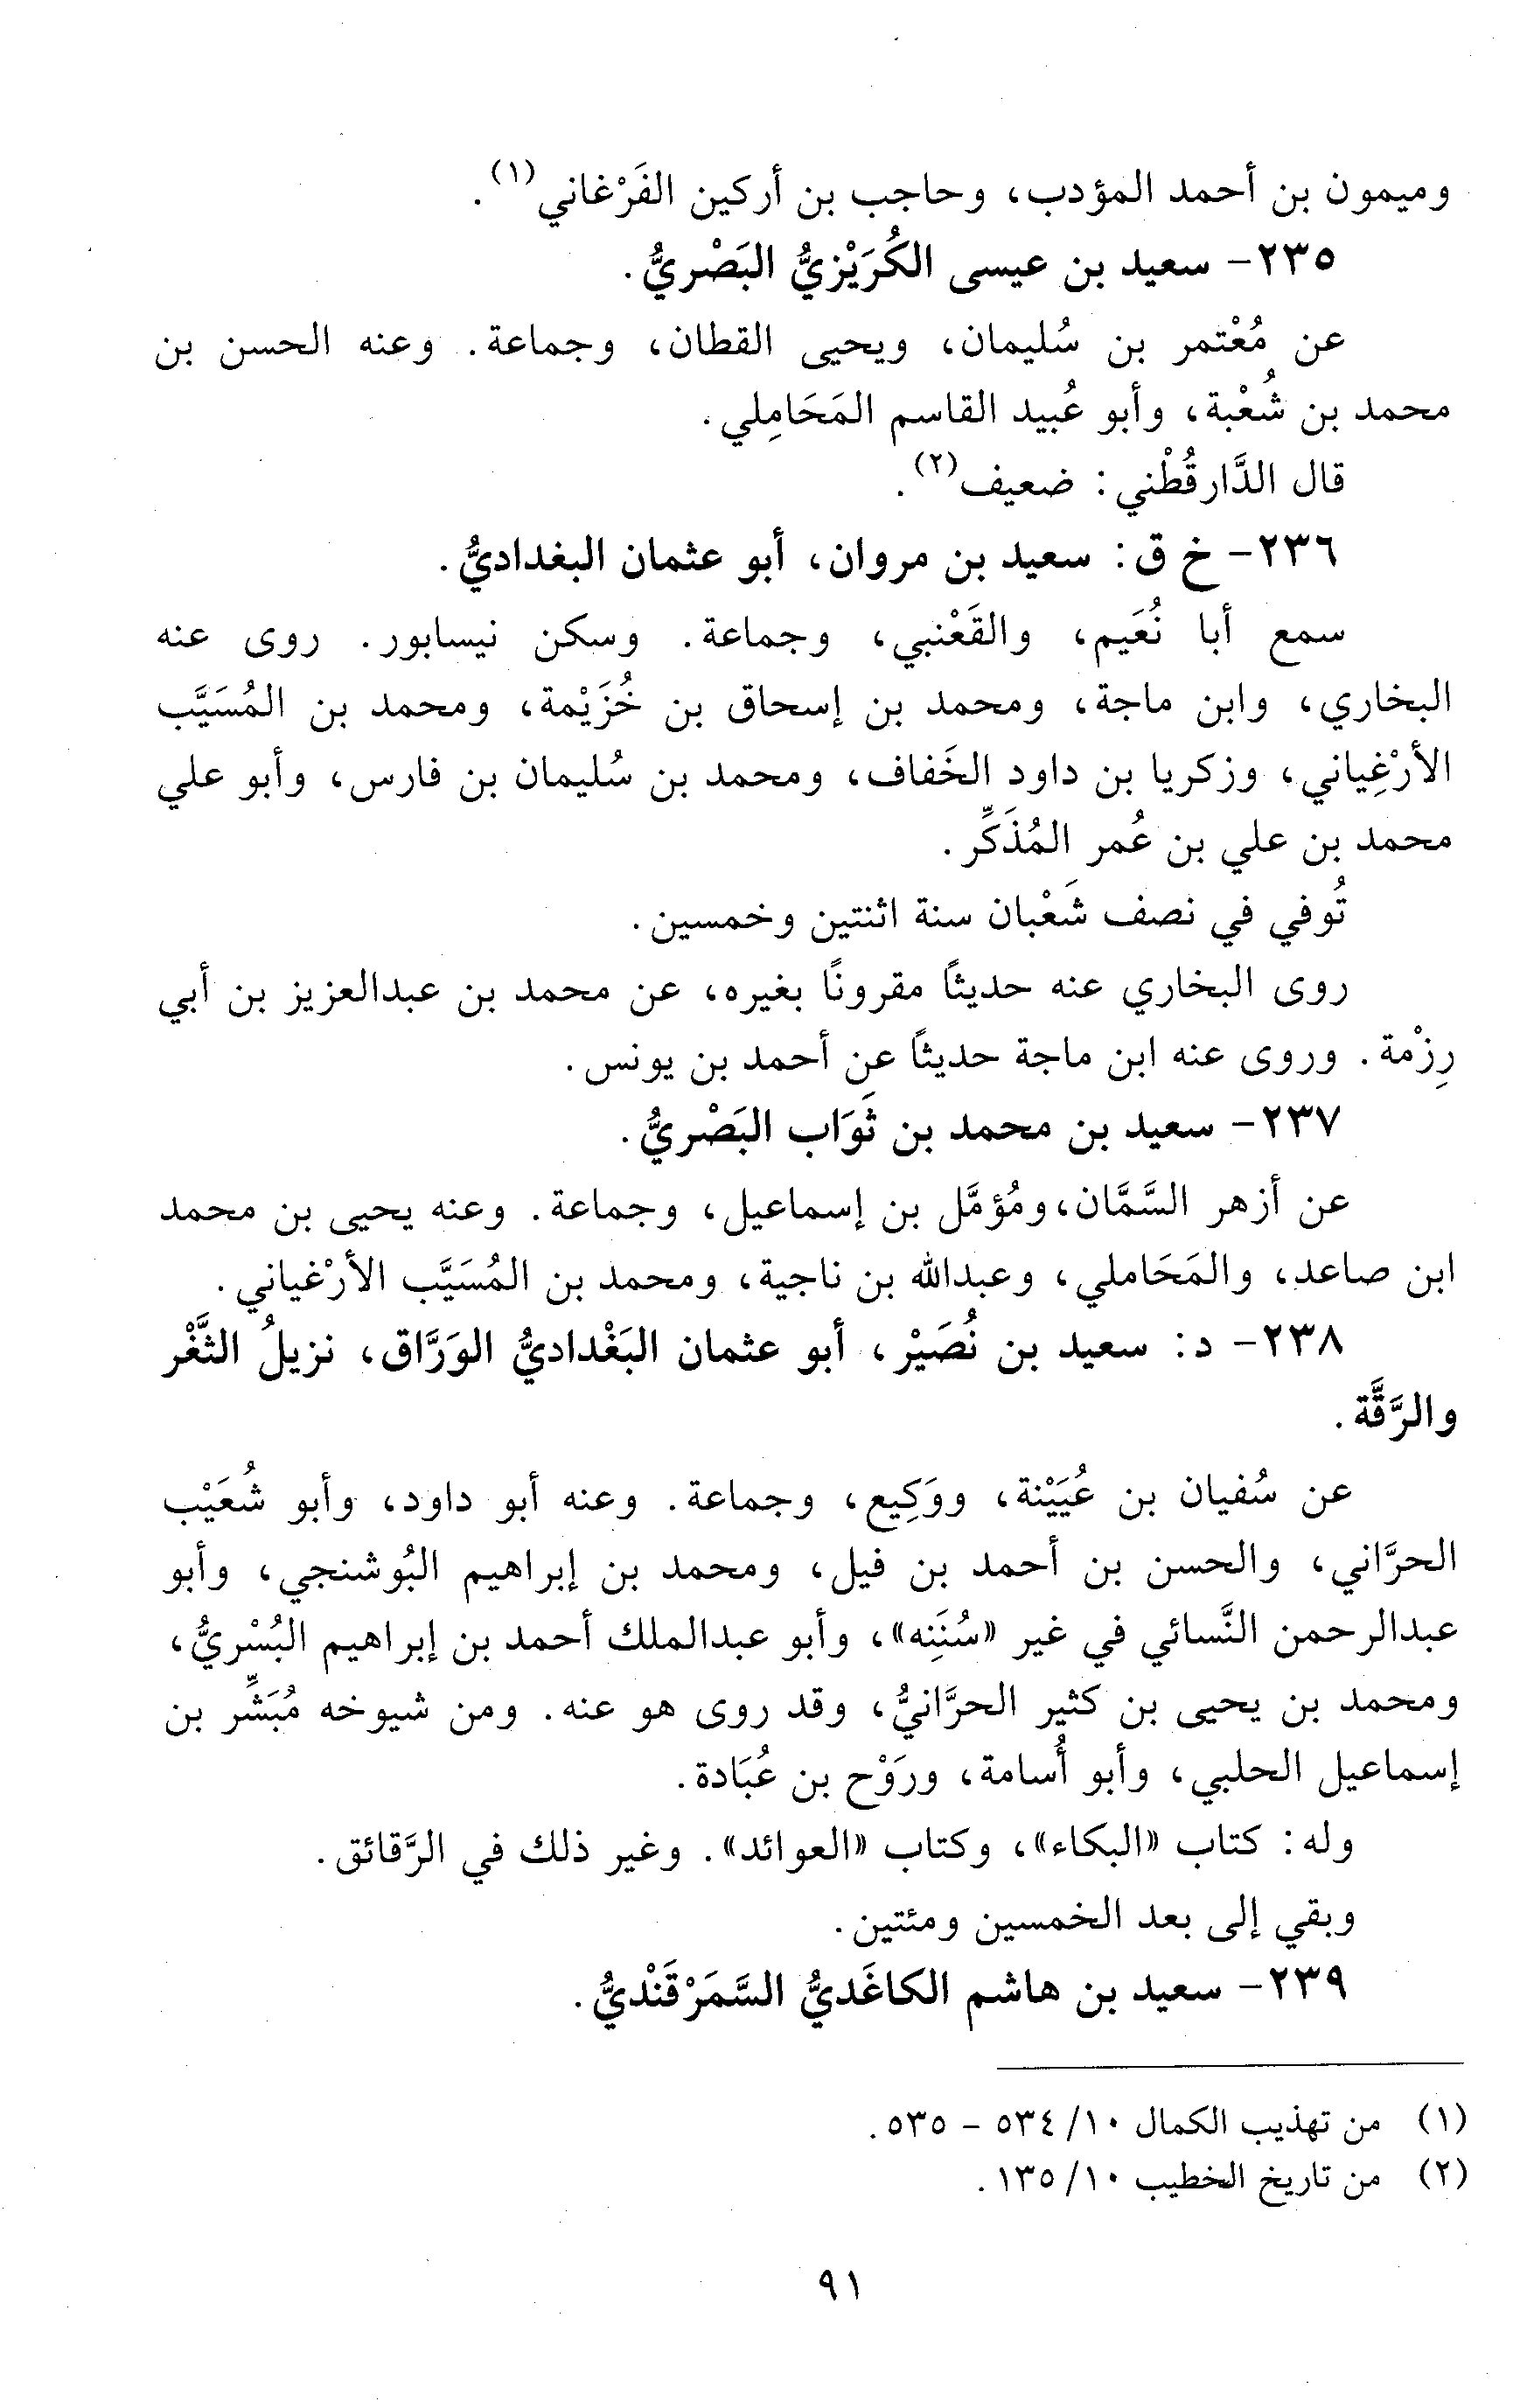 وميمون بن أحمد المؤدب، وحاجب بن أركين الفَرْغاني(١).
٢٣٥- سعيد بن عيسى الكُرَيْزيُّ البَصْريُّ.
عن مُعْتمر بن سُليمان، ويحيى القطان، وجماعة. وعنه الحسن بن
محمد بن شُعْبة، وأبو عُبيد القاسم المَحَامِلي.
قال الدَّارقُطْني: ضعيف(٢).
٢٣٦- خ ق: سعيد بن مروان، أبو عثمان البغداديُّ.
سمع أبا نُعَيم، والقَعْنبي، وجماعة. وسكن نيسابور. روى عنه
البخاري، وابن ماجة، ومحمد بن إسحاق بن خُزَيْمة، ومحمد بن المُسَيَّب
الأرْغِياني، وزكريا بن داود الخَفاف، ومحمد بن سُليمان بن فارس، وأبو علي
محمد بن علي بن عُمر المُذَكِّر.
تُوفي في نصف شَعْبان سنة اثنتين وخمسين.
روى البخاري عنه حديثًا مقرونًا بغيره، عن محمد بن عبدالعزيز بن أبي
رِزْمة. وروى عنه ابن ماجة حديثًا عن أحمد بن يونس.
٢٣٧- سعيد بن محمد بن ثَوَاب البَصْريُّ.
عن أزهر السَّمَّان، ومُؤمَّل بن إسماعيل، وجماعة. وعنه يحيى بن محمد
ابن صاعد، والمَحَاملي، وعبدالله بن ناجية، ومحمد بن المُسَيَّب الأرْغياني.
٢٣٨- د: سعيد بن نُصَيْر، أبو عثمان البَغْداديُّ الوَرَّاق، نزيلُ الثَّغْر
والرَّقَّة.
عن سُفيان بن عُيَيْنة، ووَكِيع، وجماعة. وعنه أبو داود، وأبو شُعَيْب
الحرَّاني، والحسن بن أحمد بن فيل، ومحمد بن إبراهيم البُوشنجي، وأبو
عبدالرحمن النَّسائي في غير «سُنَنِه»، وأبو عبدالملك أحمد بن إبراهيم البُسْريُّ،
ومحمد بن يحيى بن كثير الحرَّانيُّ، وقد روى هو عنه. ومن شيوخه مُبَشِّر بن
إسماعيل الحلبي، وأبو أُسامة، ورَوْح بن عُبَادة.
وله: كتاب «البكاء»، وكتاب «العوائد». وغير ذلك في الرَّقائق.
وبقي إلى بعد الخمسين ومئتين.
٢٣٩- سعيد بن هاشم الكاغَديُّ السَّمَرْقَنْديُّ.
(١) من تهذيب الكمال ١٠/ ٥٣٤ - ٥٣٥.
(٢) من تاريخ الخطيب ١٠/ ١٣٥.
٩١